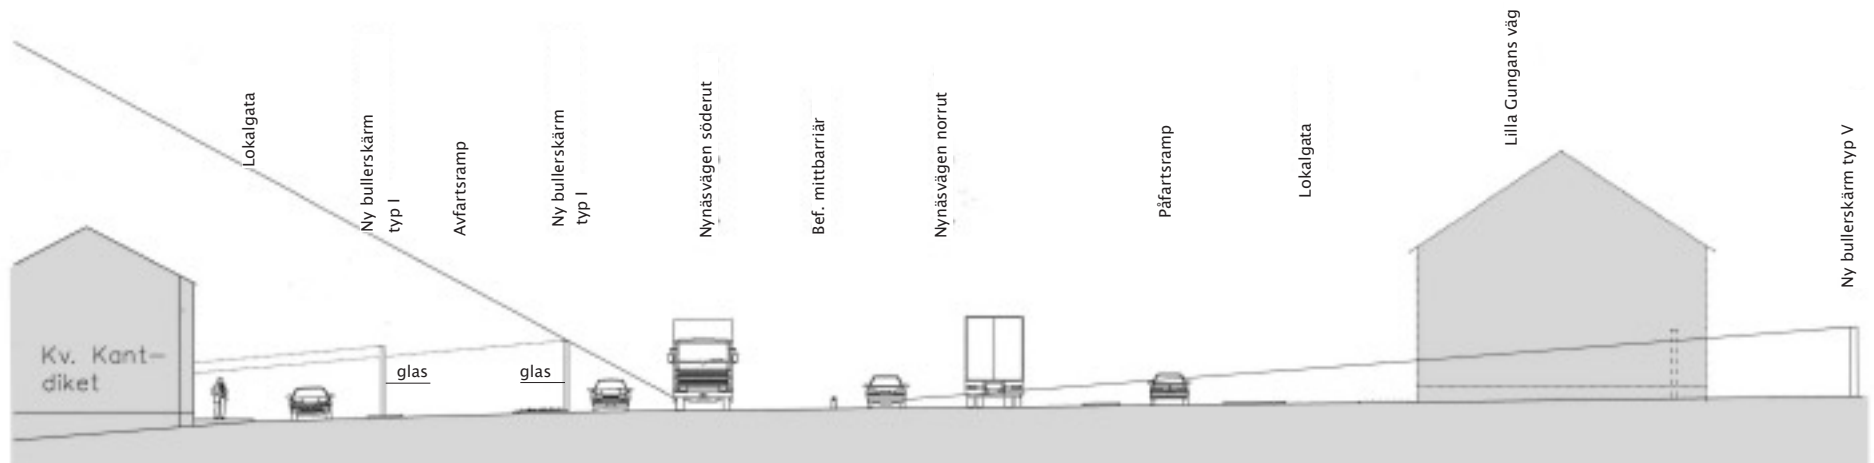 Lokalgata
Ny bullerskärm
typ I
Avfartsramp
Ny bullerskärm
typ I
Nynäsvägen söderut
Bef. mittbarriär
Nynäsvägen norrut
Påfartsramp
Lokalgata
Lilla Gungans väg
Ny bullerskärm typ V
Kv. Kant-
diket
glas
glas